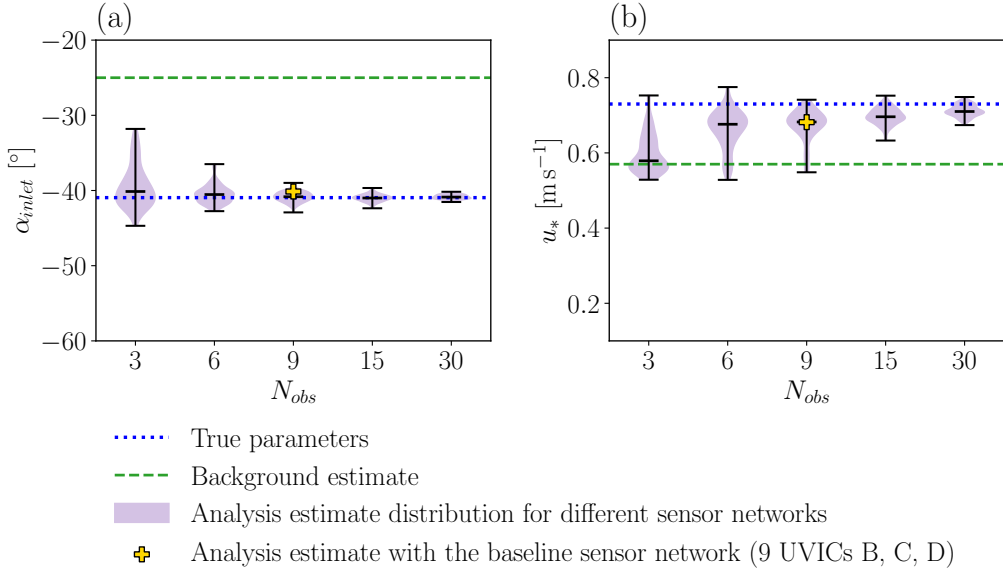 (a)
−20
−30
−40
−50
−60
α_inlet [°]
3 6 9 15 30
N_obs
(b)
0.8
0.6
0.4
0.2
u_* [m s⁻¹]
3 6 9 15 30
N_obs
True parameters
Background estimate
Analysis estimate distribution for different sensor networks
Analysis estimate with the baseline sensor network (9 UVICs B, C, D)